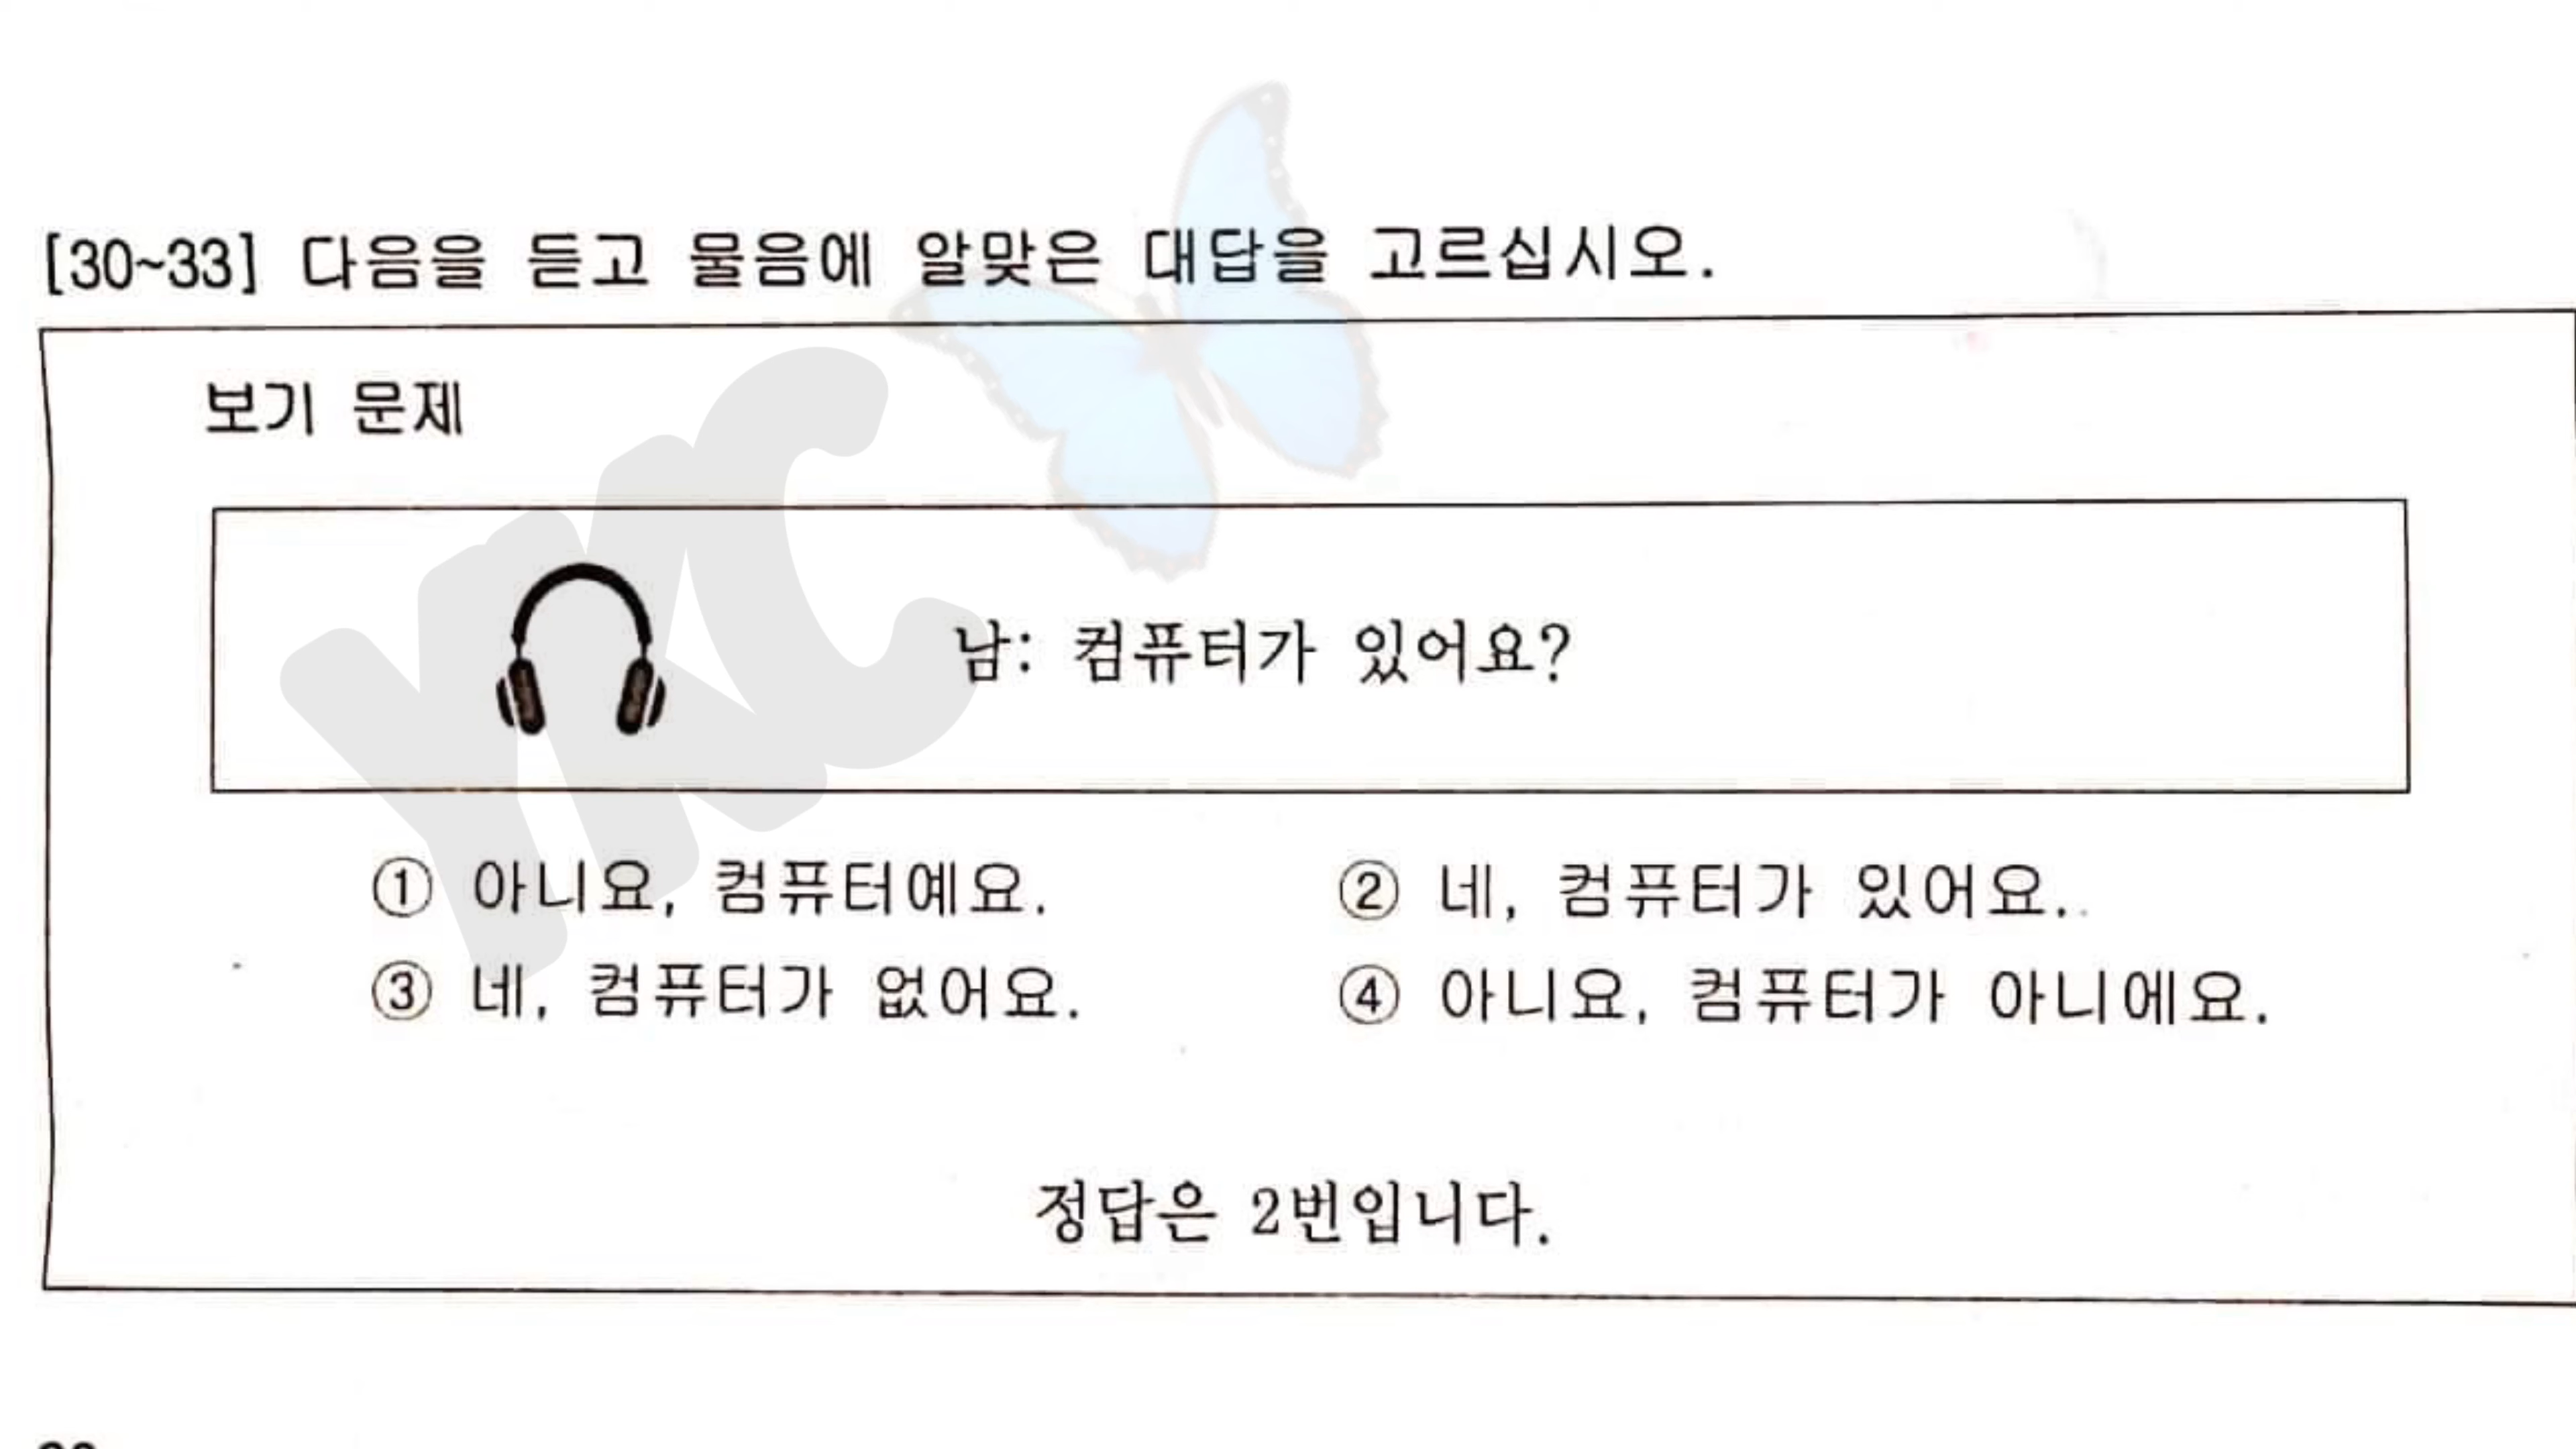 [30~33] 다음을 듣고 물음에 알맞은 대답을 고르십시오.
보기 문제
남: 컴퓨터가 있어요?
① 아니요, 컴퓨터예요. ② 네, 컴퓨터가 있어요.
③ 네, 컴퓨터가 없어요. ④ 아니요, 컴퓨터가 아니에요.
정답은 2번입니다.
YKC